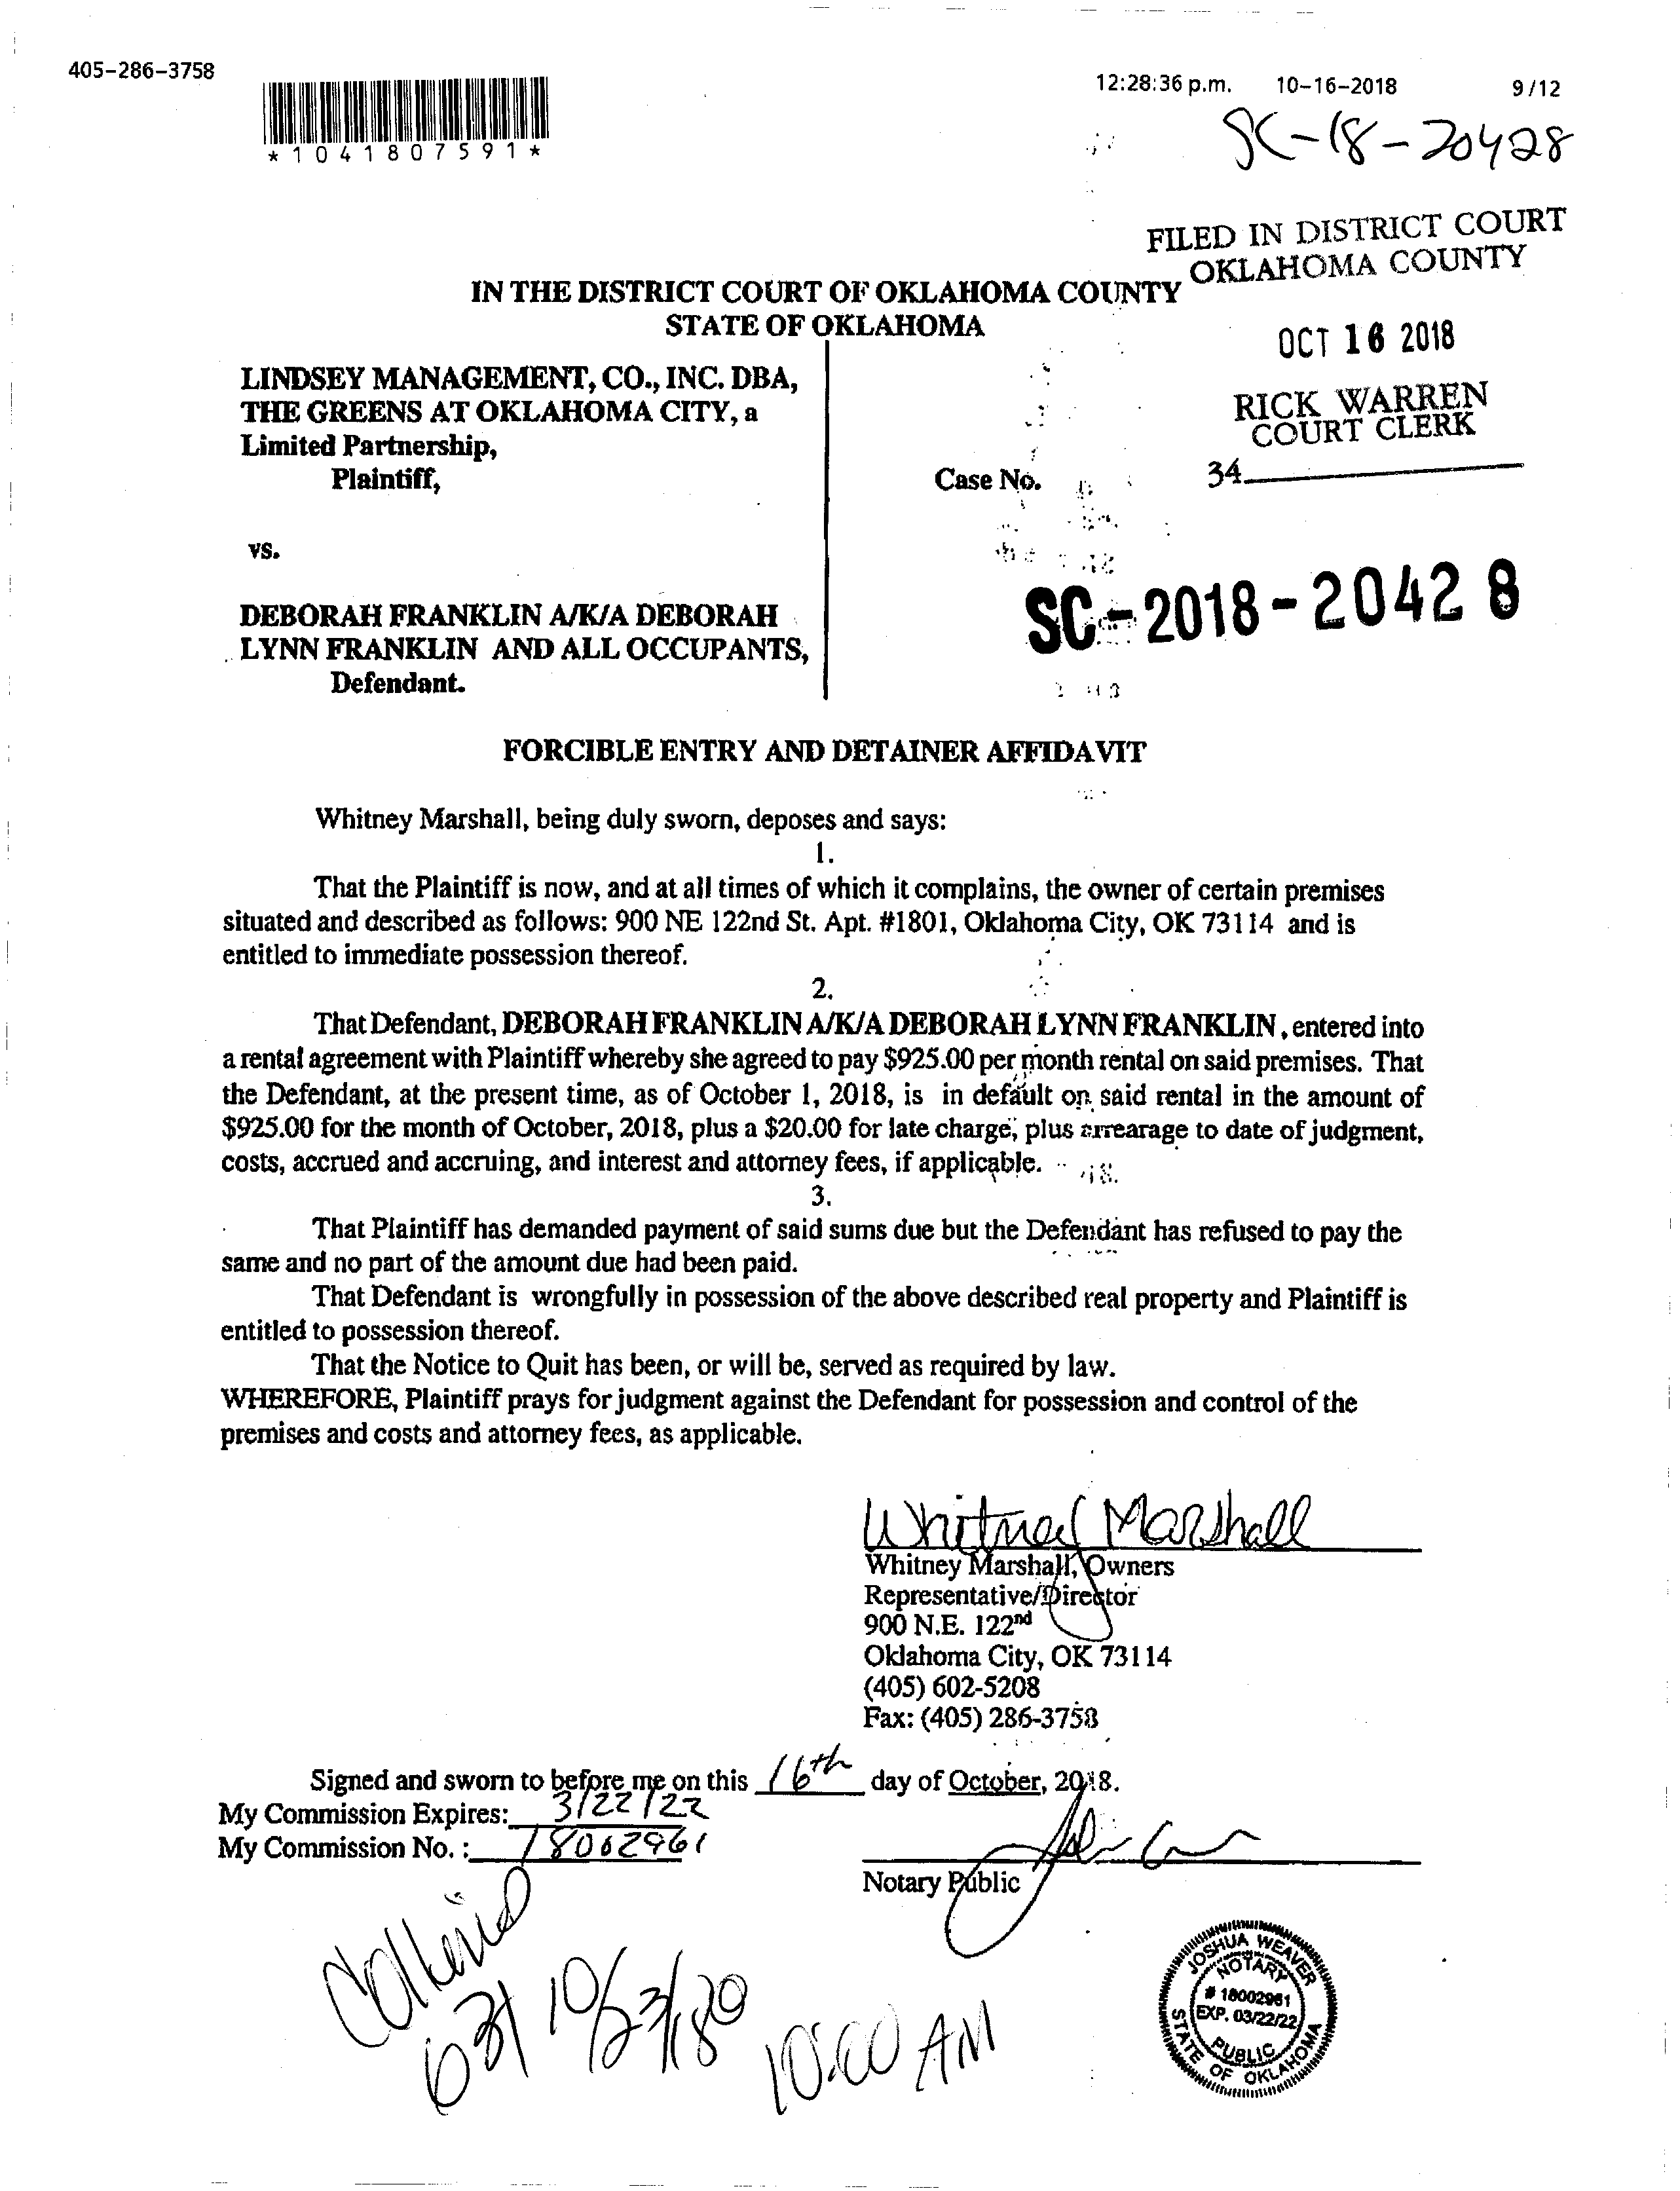 405-286-3758
12:28:36 p.m. 10-16-2018 9/12
*1041807591*
SC-18-20428
FILED IN DISTRICT COURT
OKLAHOMA COUNTY
IN THE DISTRICT COURT OF OKLAHOMA COUNTY
STATE OF OKLAHOMA
OCT 16 2018
RICK WARREN
COURT CLERK
34
LINDSEY MANAGEMENT, CO., INC. DBA,
THE GREENS AT OKLAHOMA CITY, a
Limited Partnership,
Plaintiff,
Case No.
vs.
SC-2018-20428
DEBORAH FRANKLIN A/K/A DEBORAH
LYNN FRANKLIN AND ALL OCCUPANTS,
Defendant.
FORCIBLE ENTRY AND DETAINER AFFIDAVIT
Whitney Marshall, being duly sworn, deposes and says:
1.
That the Plaintiff is now, and at all times of which it complains, the owner of certain premises
situated and described as follows: 900 NE 122nd St. Apt. #1801, Oklahoma City, OK 73114 and is
entitled to immediate possession thereof.
2.
That Defendant, DEBORAH FRANKLIN A/K/A DEBORAH LYNN FRANKLIN, entered into
a rental agreement with Plaintiff whereby she agreed to pay $925.00 per month rental on said premises. That
the Defendant, at the present time, as of October 1, 2018, is in default on said rental in the amount of
$925.00 for the month of October, 2018, plus a $20.00 for late charge, plus arrearage to date of judgment,
costs, accrued and accruing, and interest and attorney fees, if applicable.
3.
That Plaintiff has demanded payment of said sums due but the Defendant has refused to pay the
same and no part of the amount due had been paid.
That Defendant is wrongfully in possession of the above described real property and Plaintiff is
entitled to possession thereof.
That the Notice to Quit has been, or will be, served as required by law.
WHEREFORE, Plaintiff prays for judgment against the Defendant for possession and control of the
premises and costs and attorney fees, as applicable.
Whitney Marshall
Whitney Marshall, Owners
Representative/Director
900 N.E. 122nd
Oklahoma City, OK 73114
(405) 602-5208
Fax: (405) 286-3758
Signed and sworn to before me on this 16th day of October, 2018.
My Commission Expires: 3/22/22
My Commission No. : 18002961
Notary Public
JOSHUA WEAVER
NOTARY
# 18002961
EXP. 03/22/22
PUBLIC
STATE OF OKLAHOMA
Collins
631 10/23/18
10:00 AM